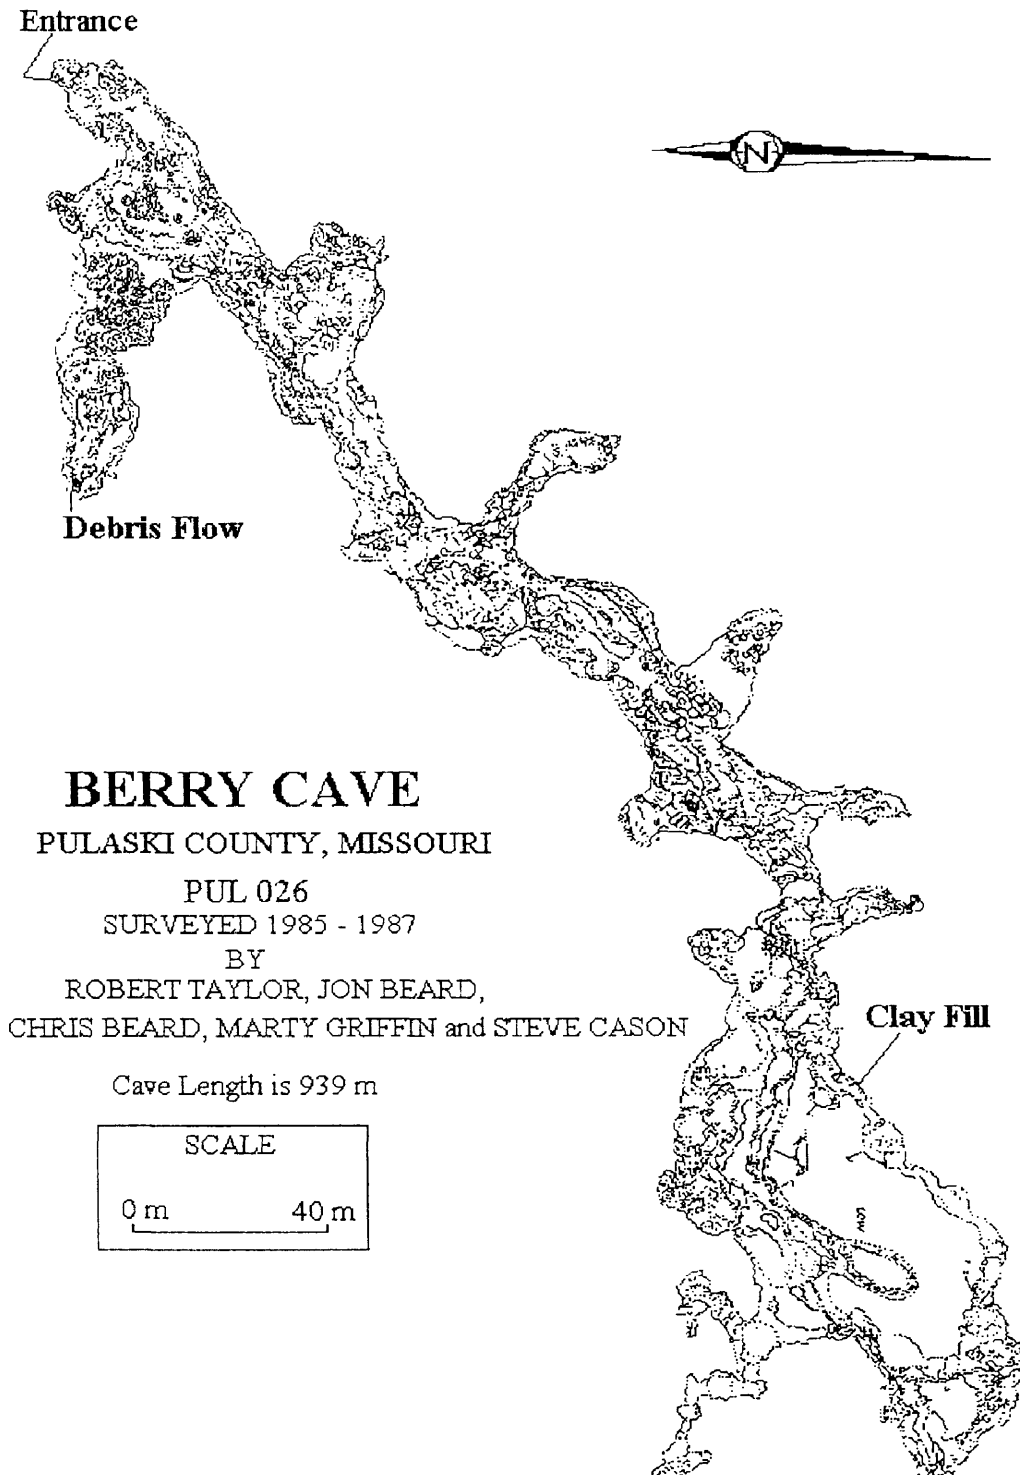 Entrance
N
Debris Flow
BERRY CAVE
PULASKI COUNTY, MISSOURI
PUL 026
SURVEYED 1985 - 1987
BY
ROBERT TAYLOR, JON BEARD,
CHRIS BEARD, MARTY GRIFFIN and STEVE CASON
Clay Fill
Cave Length is 939 m
SCALE
0 m 40 m